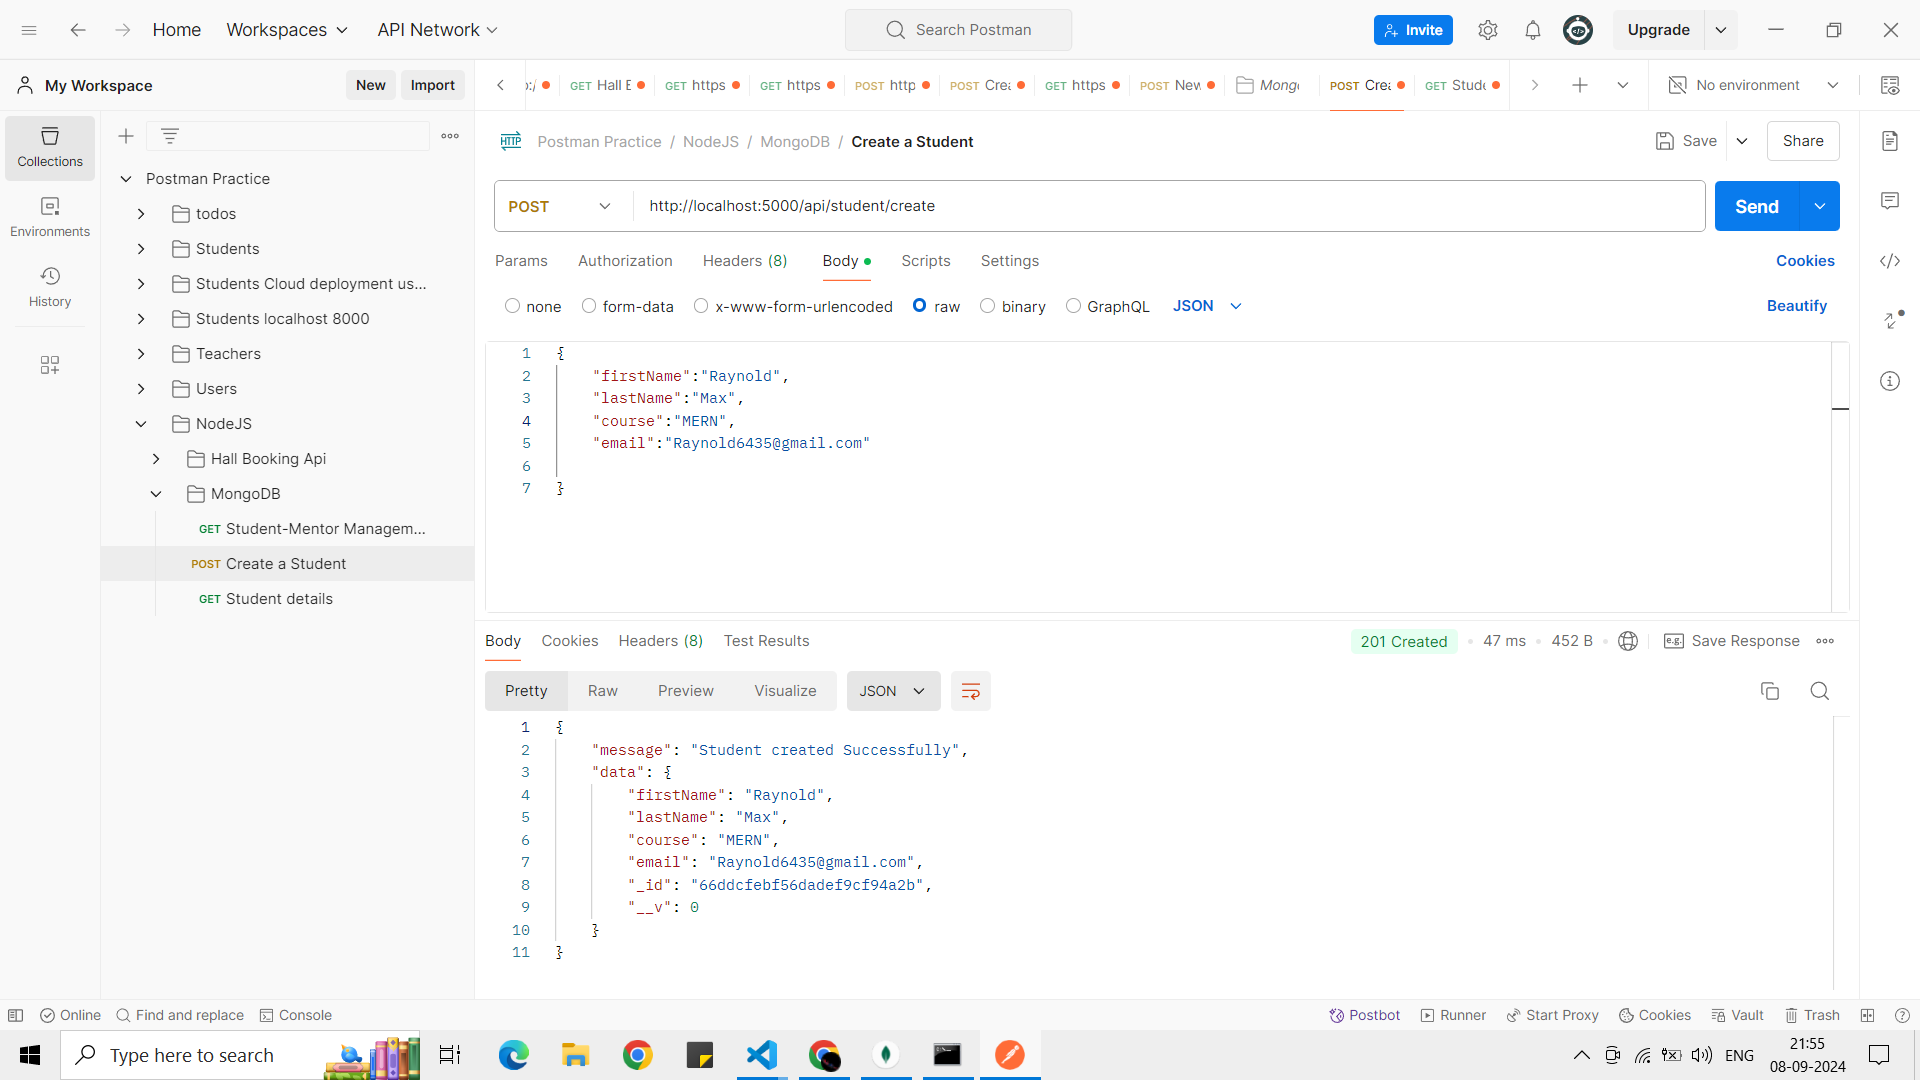 Home
Workspaces
API Network
Search Postman
Invite
Upgrade
My Workspace
New
Import
GET Hall E
GET https
GET https
POST http
POST Crea
GET https
POST New
Mong
POST Crea
GET Stude
No environment
Collections
Environments
History
Postman Practice
todos
Students
Students Cloud deployment us...
Students localhost 8000
Teachers
Users
NodeJS
Hall Booking Api
MongoDB
GET Student-Mentor Managem...
POST Create a Student
GET Student details
HTTP Postman Practice / NodeJS / MongoDB / Create a Student
Save
Share
POST
http://localhost:5000/api/student/create
Send
Params
Authorization
Headers (8)
Body
Scripts
Settings
Cookies
none
form-data
x-www-form-urlencoded
raw
binary
GraphQL
JSON
Beautify
1 {
2 "firstName":"Raynold",
3 "lastName":"Max",
4 "course":"MERN",
5 "email":"Raynold6435@gmail.com"
6
7 }
Body
Cookies
Headers (8)
Test Results
201 Created
47 ms
452 B
e.g. Save Response
Pretty
Raw
Preview
Visualize
JSON
1 {
2 "message": "Student created Successfully",
3 "data": {
4 "firstName": "Raynold",
5 "lastName": "Max",
6 "course": "MERN",
7 "email": "Raynold6435@gmail.com",
8 "_id": "66ddcfebf56dadef9cf94a2b",
9 "__v": 0
10 }
11 }
Online
Find and replace
Console
Postbot
Runner
Start Proxy
Cookies
Vault
Trash
Type here to search
ENG
21:55
08-09-2024